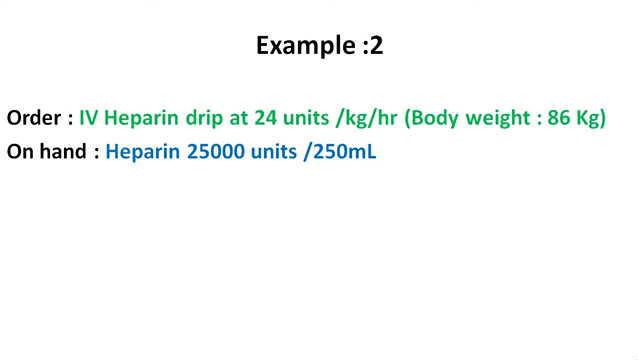 Example :2
Order : IV Heparin drip at 24 units /kg/hr (Body weight : 86 Kg)
On hand : Heparin 25000 units /250mL